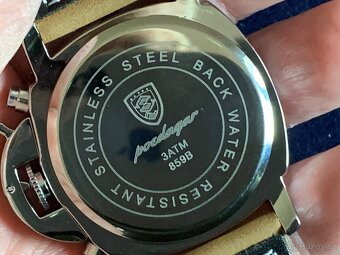 STAINLESS STEEL BACK WATER RESISTANT
poedagar
3ATM
859B